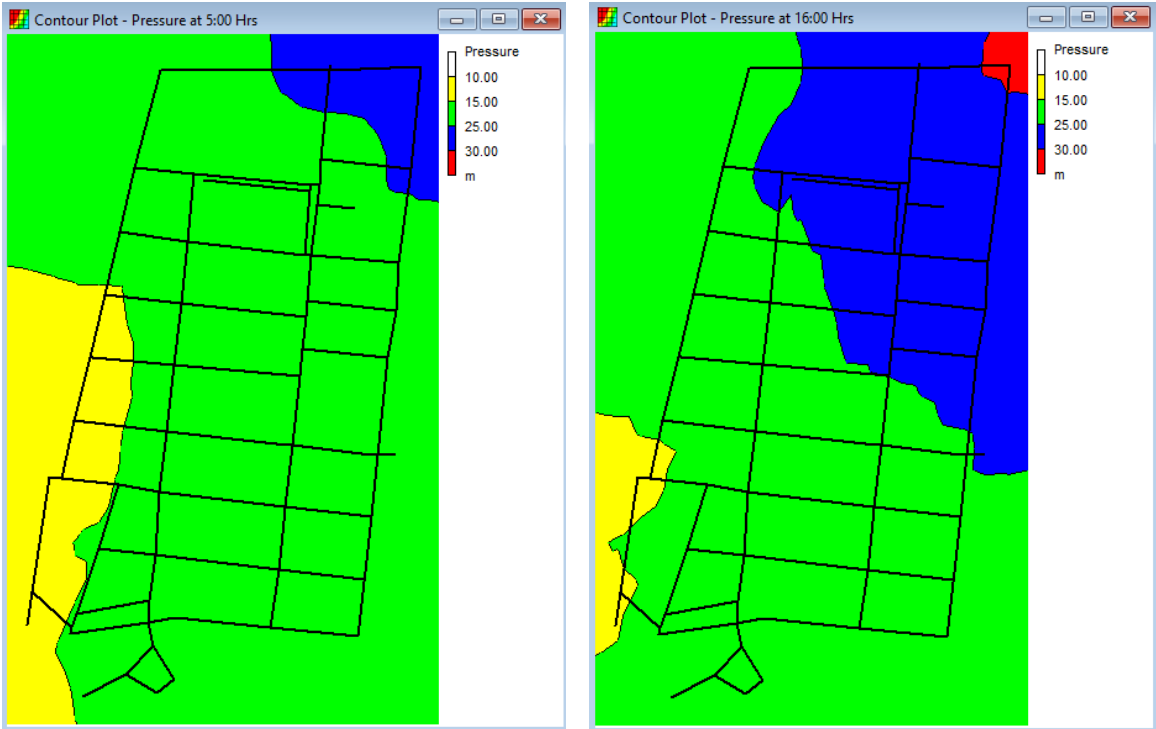 Contour Plot - Pressure at 5:00 Hrs
Pressure
10.00
15.00
25.00
30.00
m
Contour Plot - Pressure at 16:00 Hrs
Pressure
10.00
15.00
25.00
30.00
m